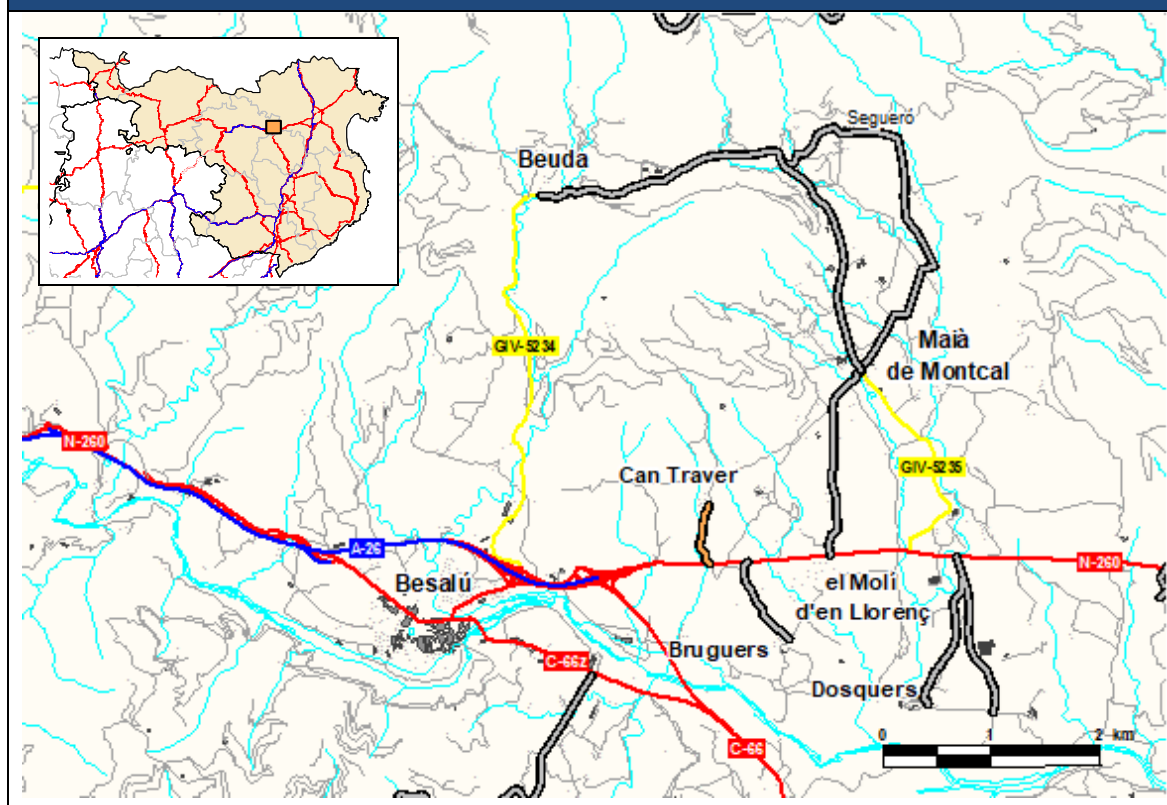 Segueró
Beuda
GIV-5234
Maià
de Montcal
N-260
Can Traver
GIV-5235
A-26
N-260
Besalú
el Molí
d'en Llorenç
Bruguers
C-66z
Dosquers
0 1 2 km
C-66